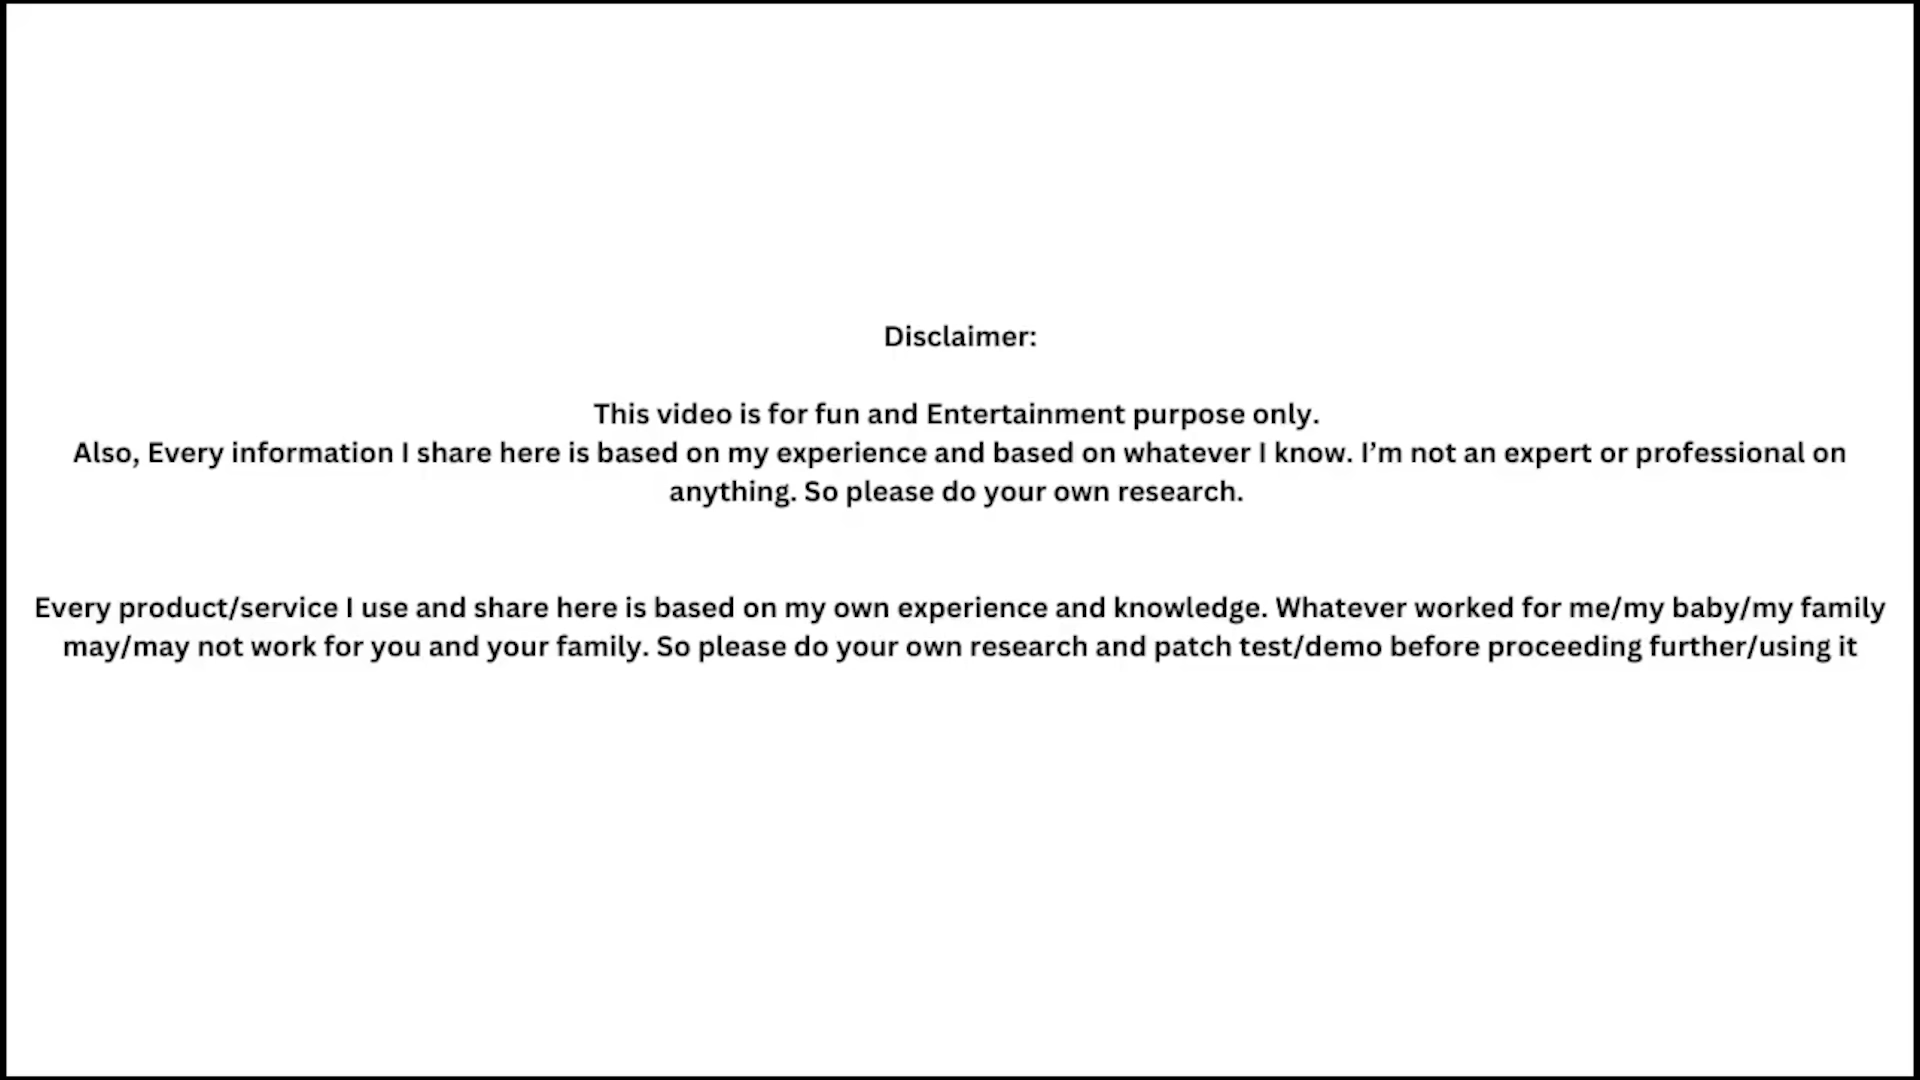 Disclaimer:
This video is for fun and Entertainment purpose only.
Also, Every information I share here is based on my experience and based on whatever I know. I’m not an expert or professional on
anything. So please do your own research.
Every product/service I use and share here is based on my own experience and knowledge. Whatever worked for me/my baby/my family
may/may not work for you and your family. So please do your own research and patch test/demo before proceeding further/using it